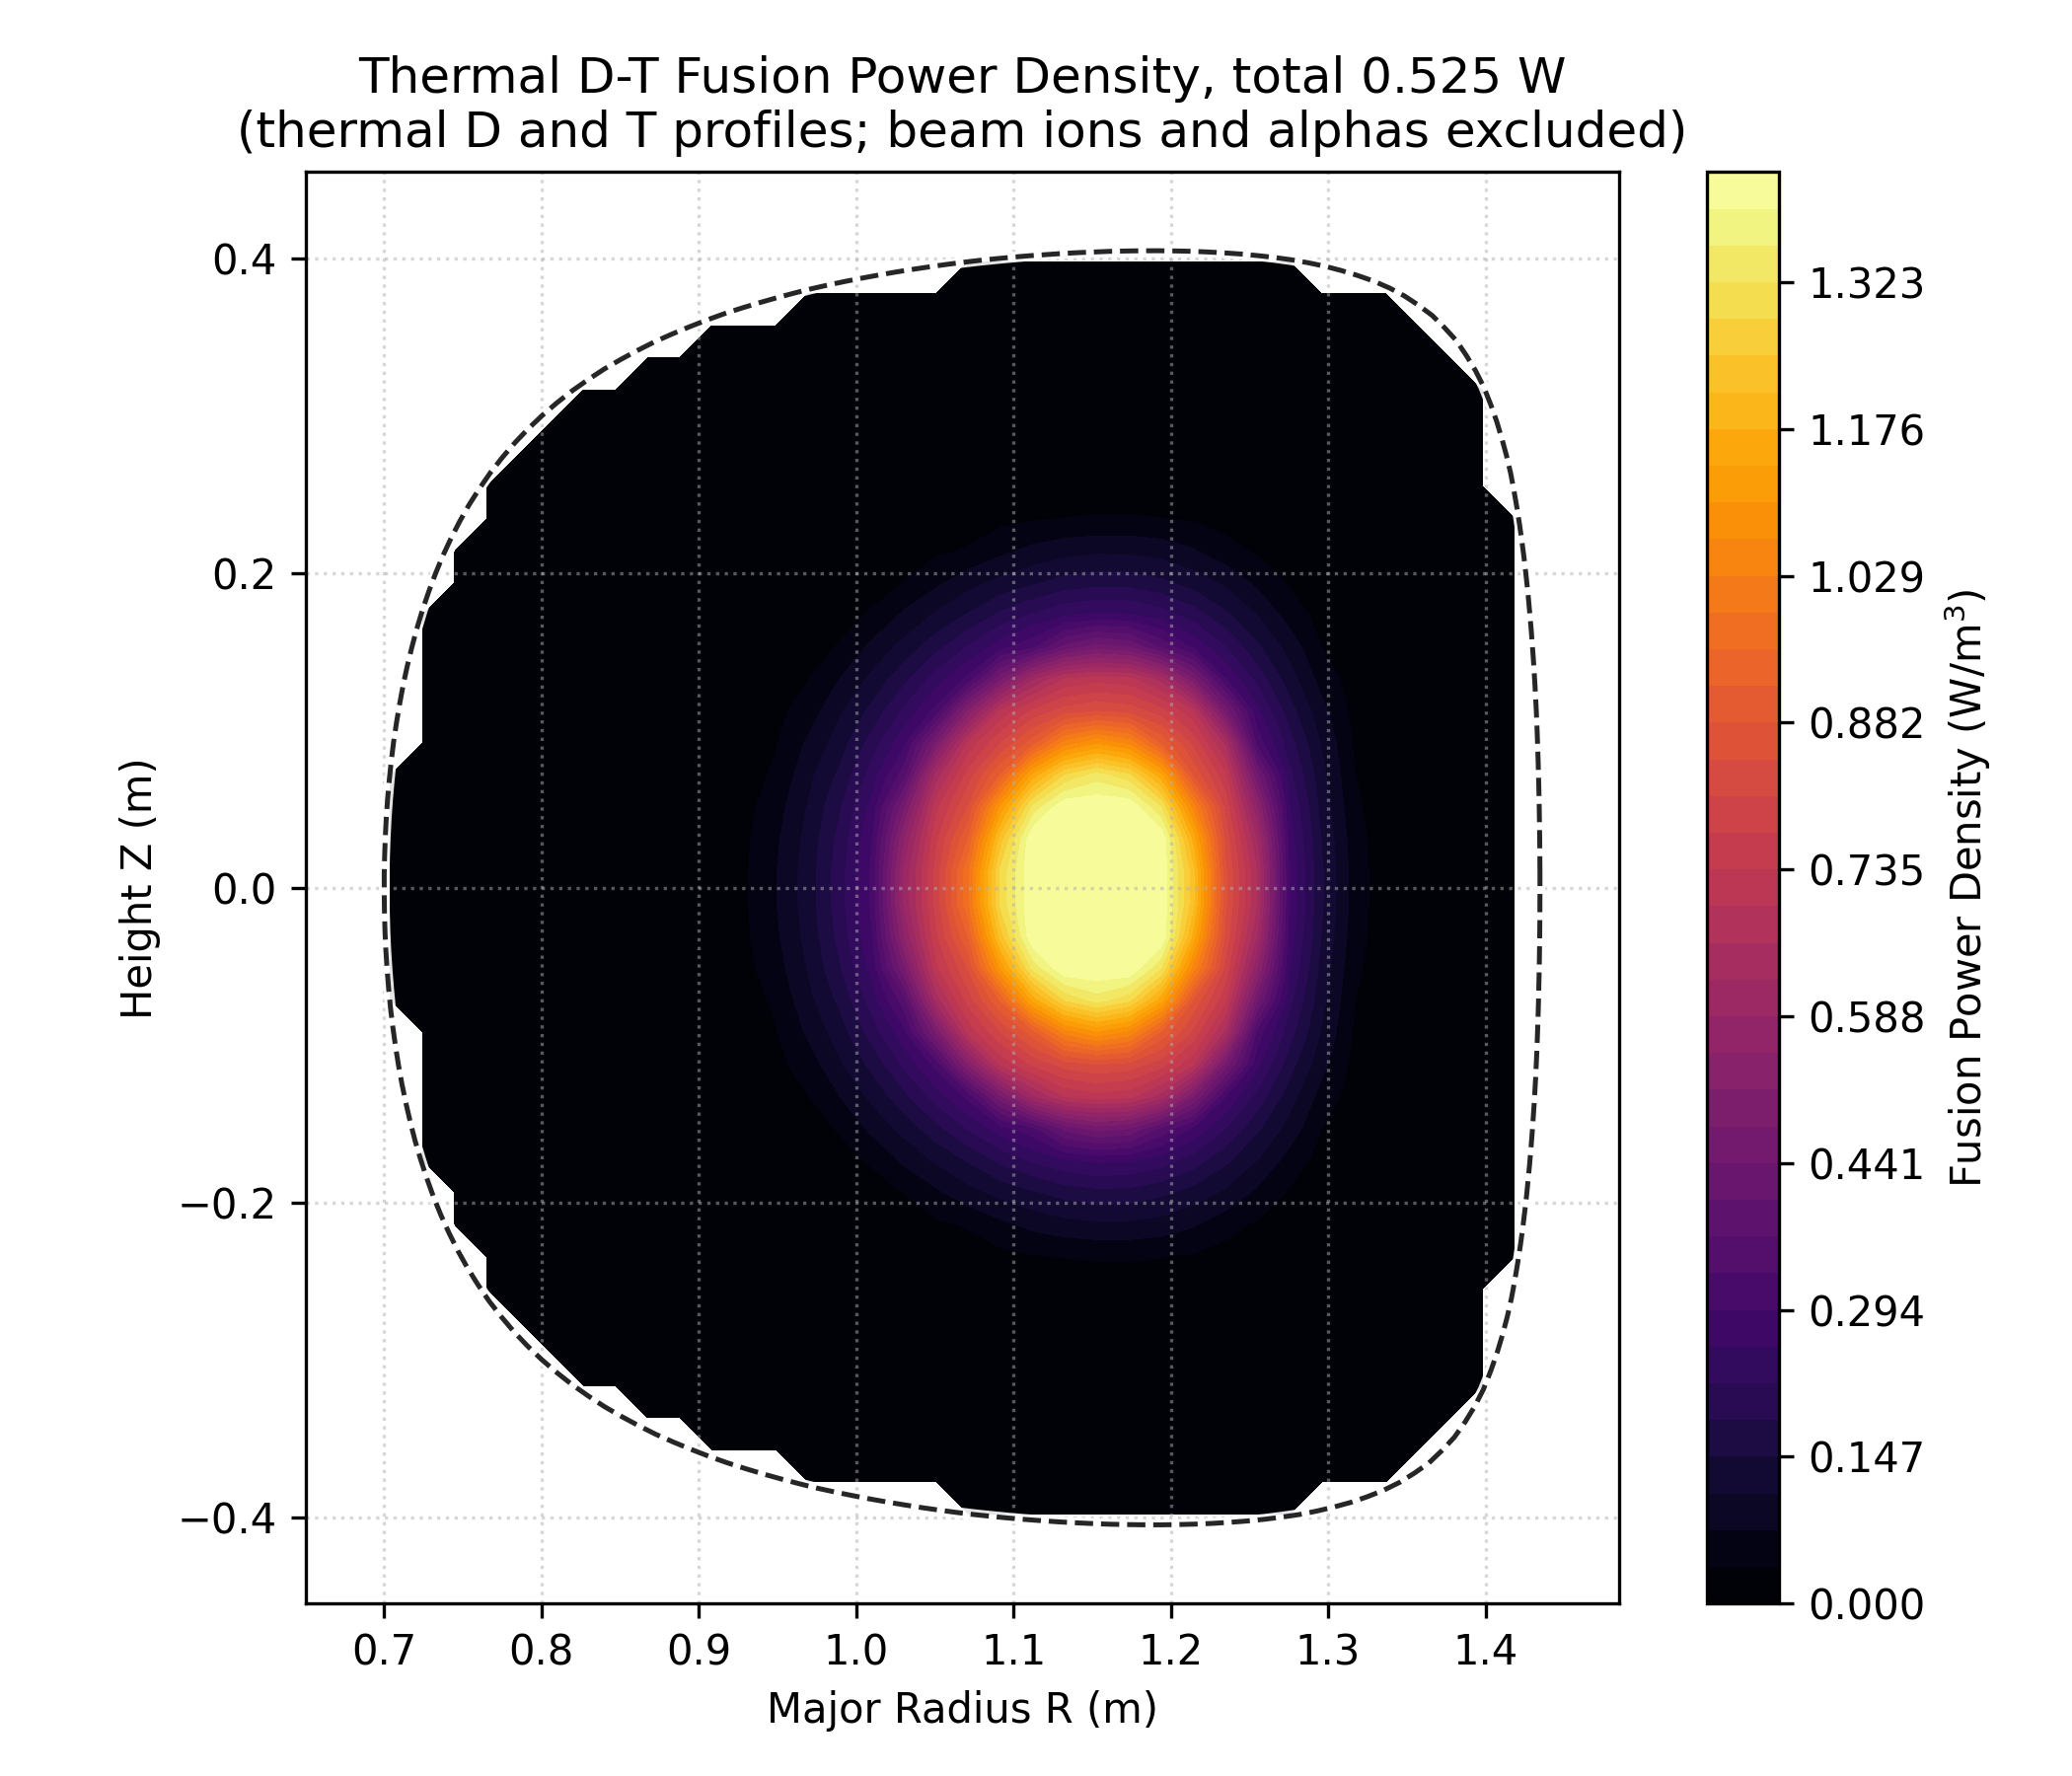 Thermal D-T Fusion Power Density, total 0.525 W
(thermal D and T profiles; beam ions and alphas excluded)
0.4
0.2
0.0
−0.2
−0.4
Height Z (m)
0.7 0.8 0.9 1.0 1.1 1.2 1.3 1.4
Major Radius R (m)
1.323
1.176
1.029
0.882
0.735
0.588
0.441
0.294
0.147
0.000
Fusion Power Density (W/m³)